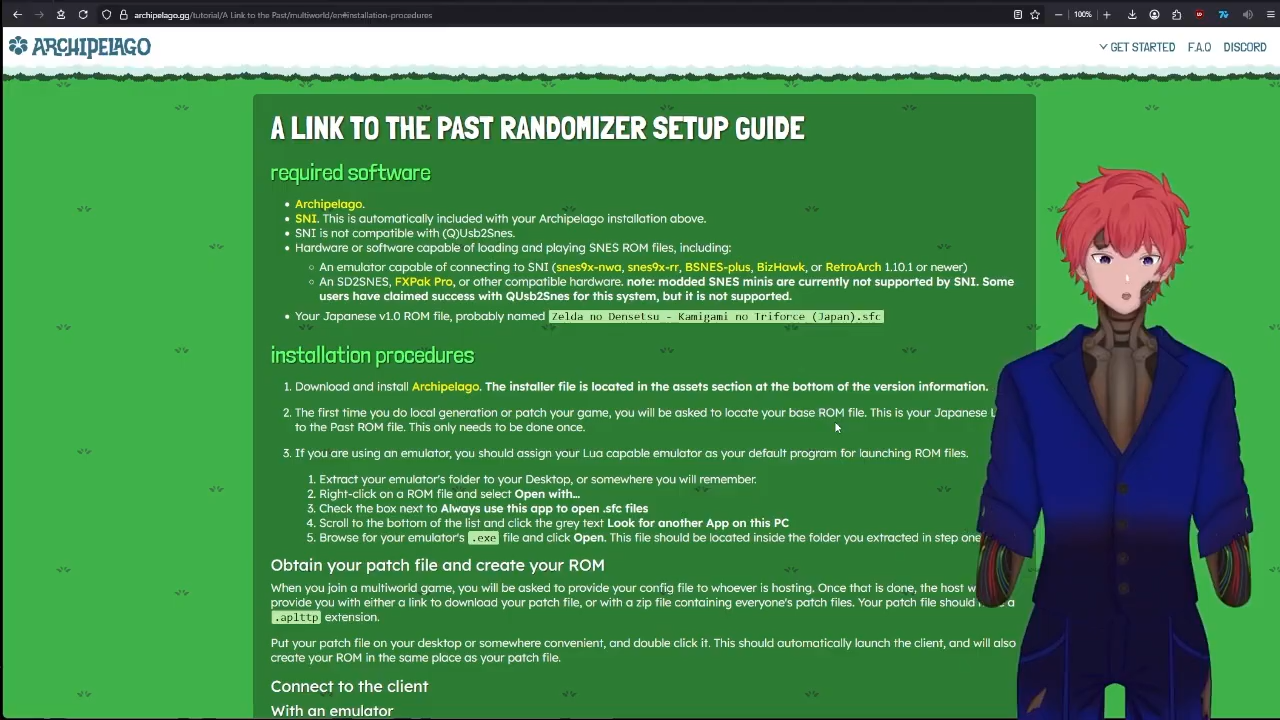 archipelago.gg/tutorial/A Link to the Past/multiworld/en#installation-procedures
100%
ARCHIPELAGO
GET STARTED F.A.Q DISCORD
A LINK TO THE PAST RANDOMIZER SETUP GUIDE
required software
• Archipelago.
• SNI. This is automatically included with your Archipelago installation above.
• SNI is not compatible with (Q)Usb2Snes.
• Hardware or software capable of loading and playing SNES ROM files, including:
○ An emulator capable of connecting to SNI (snes9x-nwa, snes9x-rr, BSNES-plus, BizHawk, or RetroArch 1.10.1 or newer)
○ An SD2SNES, FXPak Pro, or other compatible hardware. note: modded SNES minis are currently not supported by SNI. Some
users have claimed success with QUsb2Snes for this system, but it is not supported.
• Your Japanese v1.0 ROM file, probably named Zelda no Densetsu - Kamigami no Triforce (Japan).sfc
installation procedures
1. Download and install Archipelago. The installer file is located in the assets section at the bottom of the version information.
2. The first time you do local generation or patch your game, you will be asked to locate your base ROM file. This is your Japanese
to the Past ROM file. This only needs to be done once.
3. If you are using an emulator, you should assign your Lua capable emulator as your default program for launching ROM files.
1. Extract your emulator's folder to your Desktop, or somewhere you will remember.
2. Right-click on a ROM file and select Open with...
3. Check the box next to Always use this app to open .sfc files
4. Scroll to the bottom of the list and click the grey text Look for another App on this PC
5. Browse for your emulator's .exe file and click Open. This file should be located inside the folder you extracted in step one
Obtain your patch file and create your ROM
When you join a multiworld game, you will be asked to provide your config file to whoever is hosting. Once that is done, the host
provide you with either a link to download your patch file, or with a zip file containing everyone's patch files. Your patch file should a
.aplttp extension.
Put your patch file on your desktop or somewhere convenient, and double click it. This should automatically launch the client, and will also
create your ROM in the same place as your patch file.
Connect to the client
With an emulator